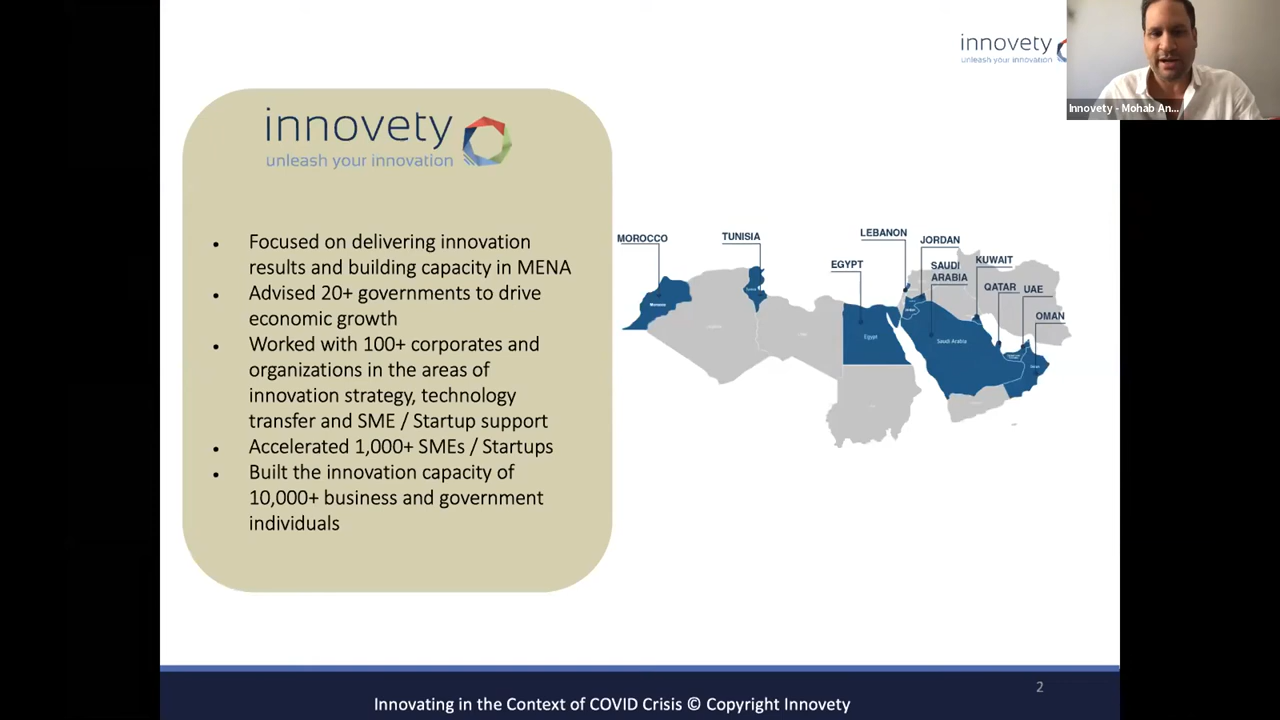 innovety
unleash your innovation
Innovety - Mohab An...
innovety
unleash your innovation
• Focused on delivering innovation
results and building capacity in MENA
• Advised 20+ governments to drive
economic growth
• Worked with 100+ corporates and
organizations in the areas of
innovation strategy, technology
transfer and SME / Startup support
• Accelerated 1,000+ SMEs / Startups
• Built the innovation capacity of
10,000+ business and government
individuals
MOROCCO
TUNISIA
EGYPT
LEBANON
JORDAN
SAUDI
ARABIA
KUWAIT
QATAR
UAE
OMAN
Morocco
Egypt
Saudi Arabia
2
Innovating in the Context of COVID Crisis © Copyright Innovety